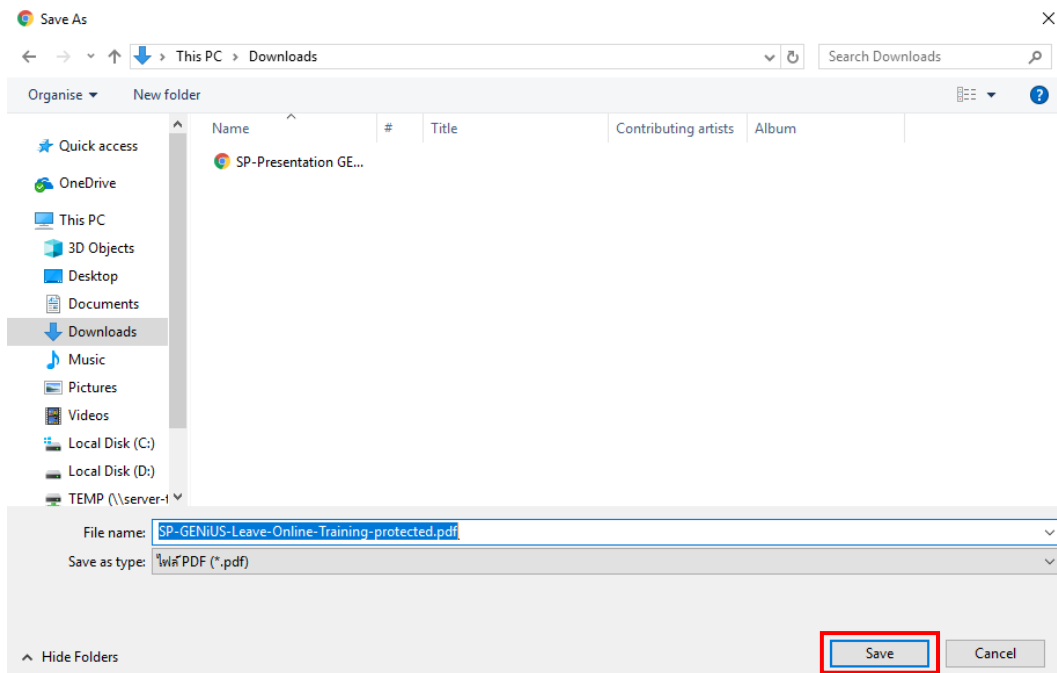 Save As
This PC > Downloads
Search Downloads
Organise
New folder
Name
#
Title
Contributing artists
Album
Quick access
SP-Presentation GE...
OneDrive
This PC
3D Objects
Desktop
Documents
Downloads
Music
Pictures
Videos
Local Disk (C:)
Local Disk (D:)
TEMP (\\server-
File name: SP-GENiUS-Leave-Online-Training-protected.pdf
Save as type: ไฟล์ PDF (*.pdf)
Hide Folders
Save
Cancel